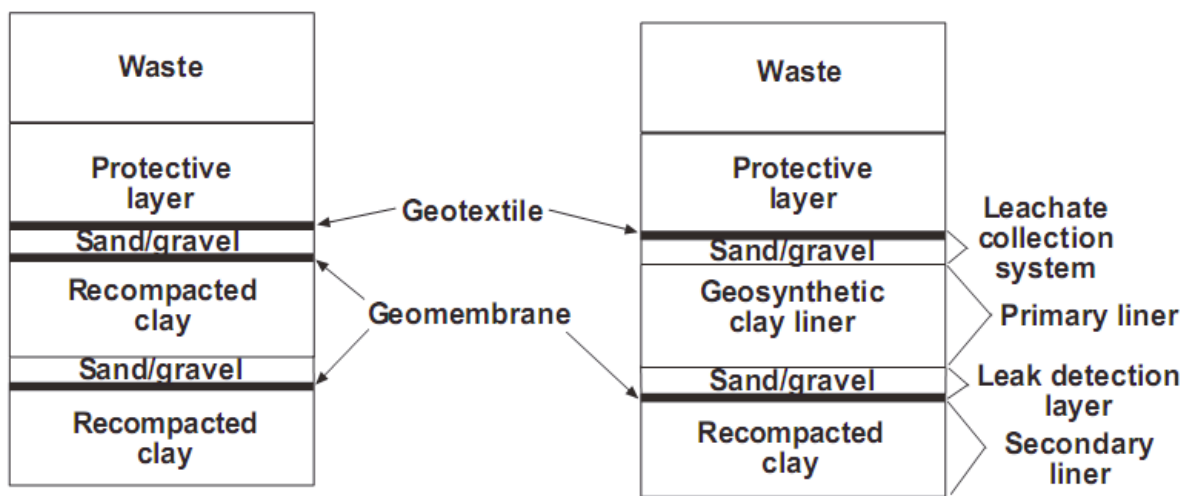 Waste
Protective
layer
Sand/gravel
Recompacted
clay
Sand/gravel
Recompacted
clay
Geotextile
Geomembrane
Waste
Protective
layer
Sand/gravel
Geosynthetic
clay liner
Sand/gravel
Recompacted
clay
Leachate
collection
system
Primary liner
Leak detection
layer
Secondary
liner